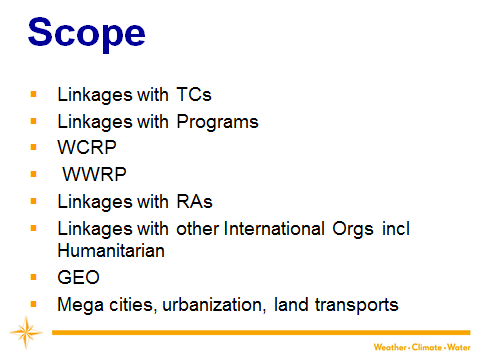 Scope
▪ Linkages with TCs
▪ Linkages with Programs
▪ WCRP
▪ WWRP
▪ Linkages with RAs
▪ Linkages with other International Orgs incl
Humanitarian
▪ GEO
▪ Mega cities, urbanization, land transports
Weather • Climate • Water